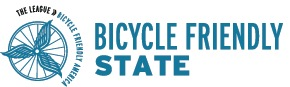 THE LEAGUE
BICYCLE FRIENDLY AMERICA
BICYCLE FRIENDLY
STATE